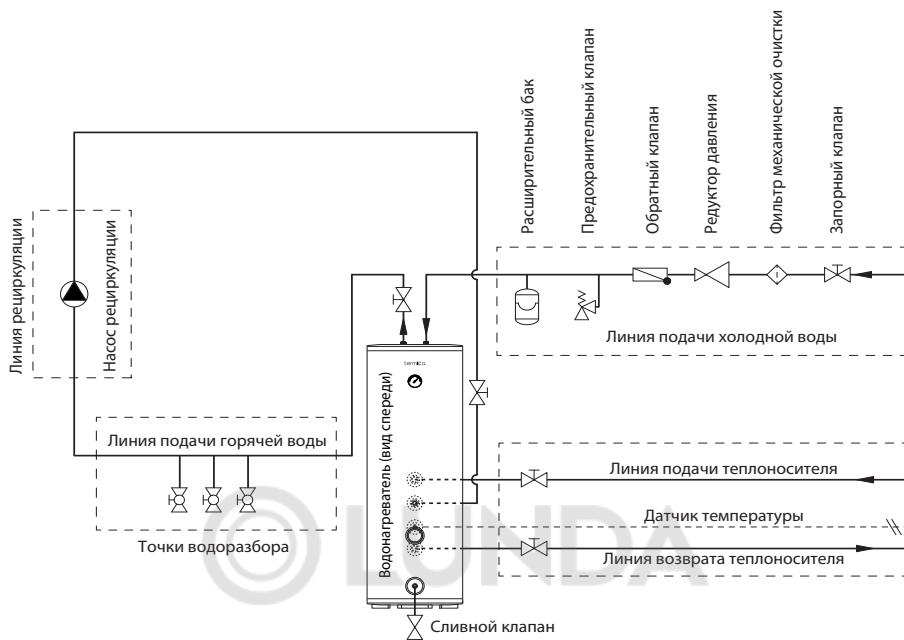 Расширительный бак
Предохранительный клапан
Обратный клапан
Редуктор давления
Фильтр механической очистки
Запорный клапан
Линия рециркуляции
Насос рециркуляции
Линия подачи холодной воды
termica
Водонагреватель (вид спереди)
Линия подачи горячей воды
Линия подачи теплоносителя
Датчик температуры
Точки водоразбора
Линия возврата теплоносителя
LUNDA
Сливной клапан